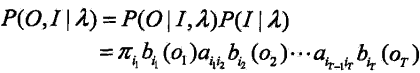 P(O,I|λ)=P(O|I,λ)P(I|λ)
=π_{i_1} b_{i_1}(o_1)a_{i_1 i_2} b_{i_2}(o_2)⋯a_{i_{T-1} i_T} b_{i_T}(o_T)